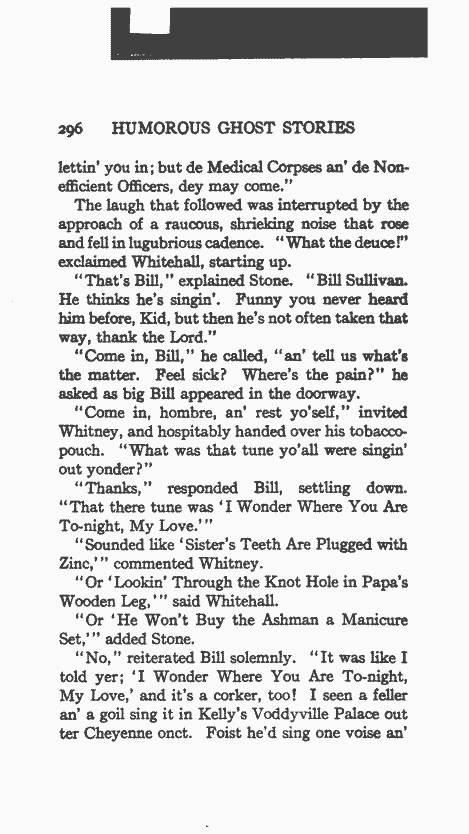 296 HUMOROUS GHOST STORIES
lettin' you in; but de Medical Corpses an' de Non-
efficient Officers, dey may come."
The laugh that followed was interrupted by the
approach of a raucous, shrieking noise that rose
and fell in lugubrious cadence. "What the deuce!"
exclaimed Whitehall, starting up.
"That's Bill," explained Stone. "Bill Sullivan.
He thinks he's singin'. Funny you never heard
him before, Kid, but then he's not often taken that
way, thank the Lord."
"Come in, Bill," he called, "an' tell us what's
the matter. Feel sick? Where's the pain?" he
asked as big Bill appeared in the doorway.
"Come in, hombre, an' rest yo'self," invited
Whitney, and hospitably handed over his tobacco-
pouch. "What was that tune yo'all were singin'
out yonder?"
"Thanks," responded Bill, settling down.
"That there tune was 'I Wonder Where You Are
To-night, My Love.'"
"Sounded like 'Sister's Teeth Are Plugged with
Zinc,'" commented Whitney.
"Or 'Lookin' Through the Knot Hole in Papa's
Wooden Leg,'" said Whitehall.
"Or 'He Won't Buy the Ashman a Manicure
Set,'" added Stone.
"No," reiterated Bill solemnly. "It was like I
told yer; 'I Wonder Where You Are To-night,
My Love,' and it's a corker, too! I seen a feller
an' a goil sing it in Kelly's Voddyville Palace out
ter Cheyenne onct. Foist he'd sing one voise an'